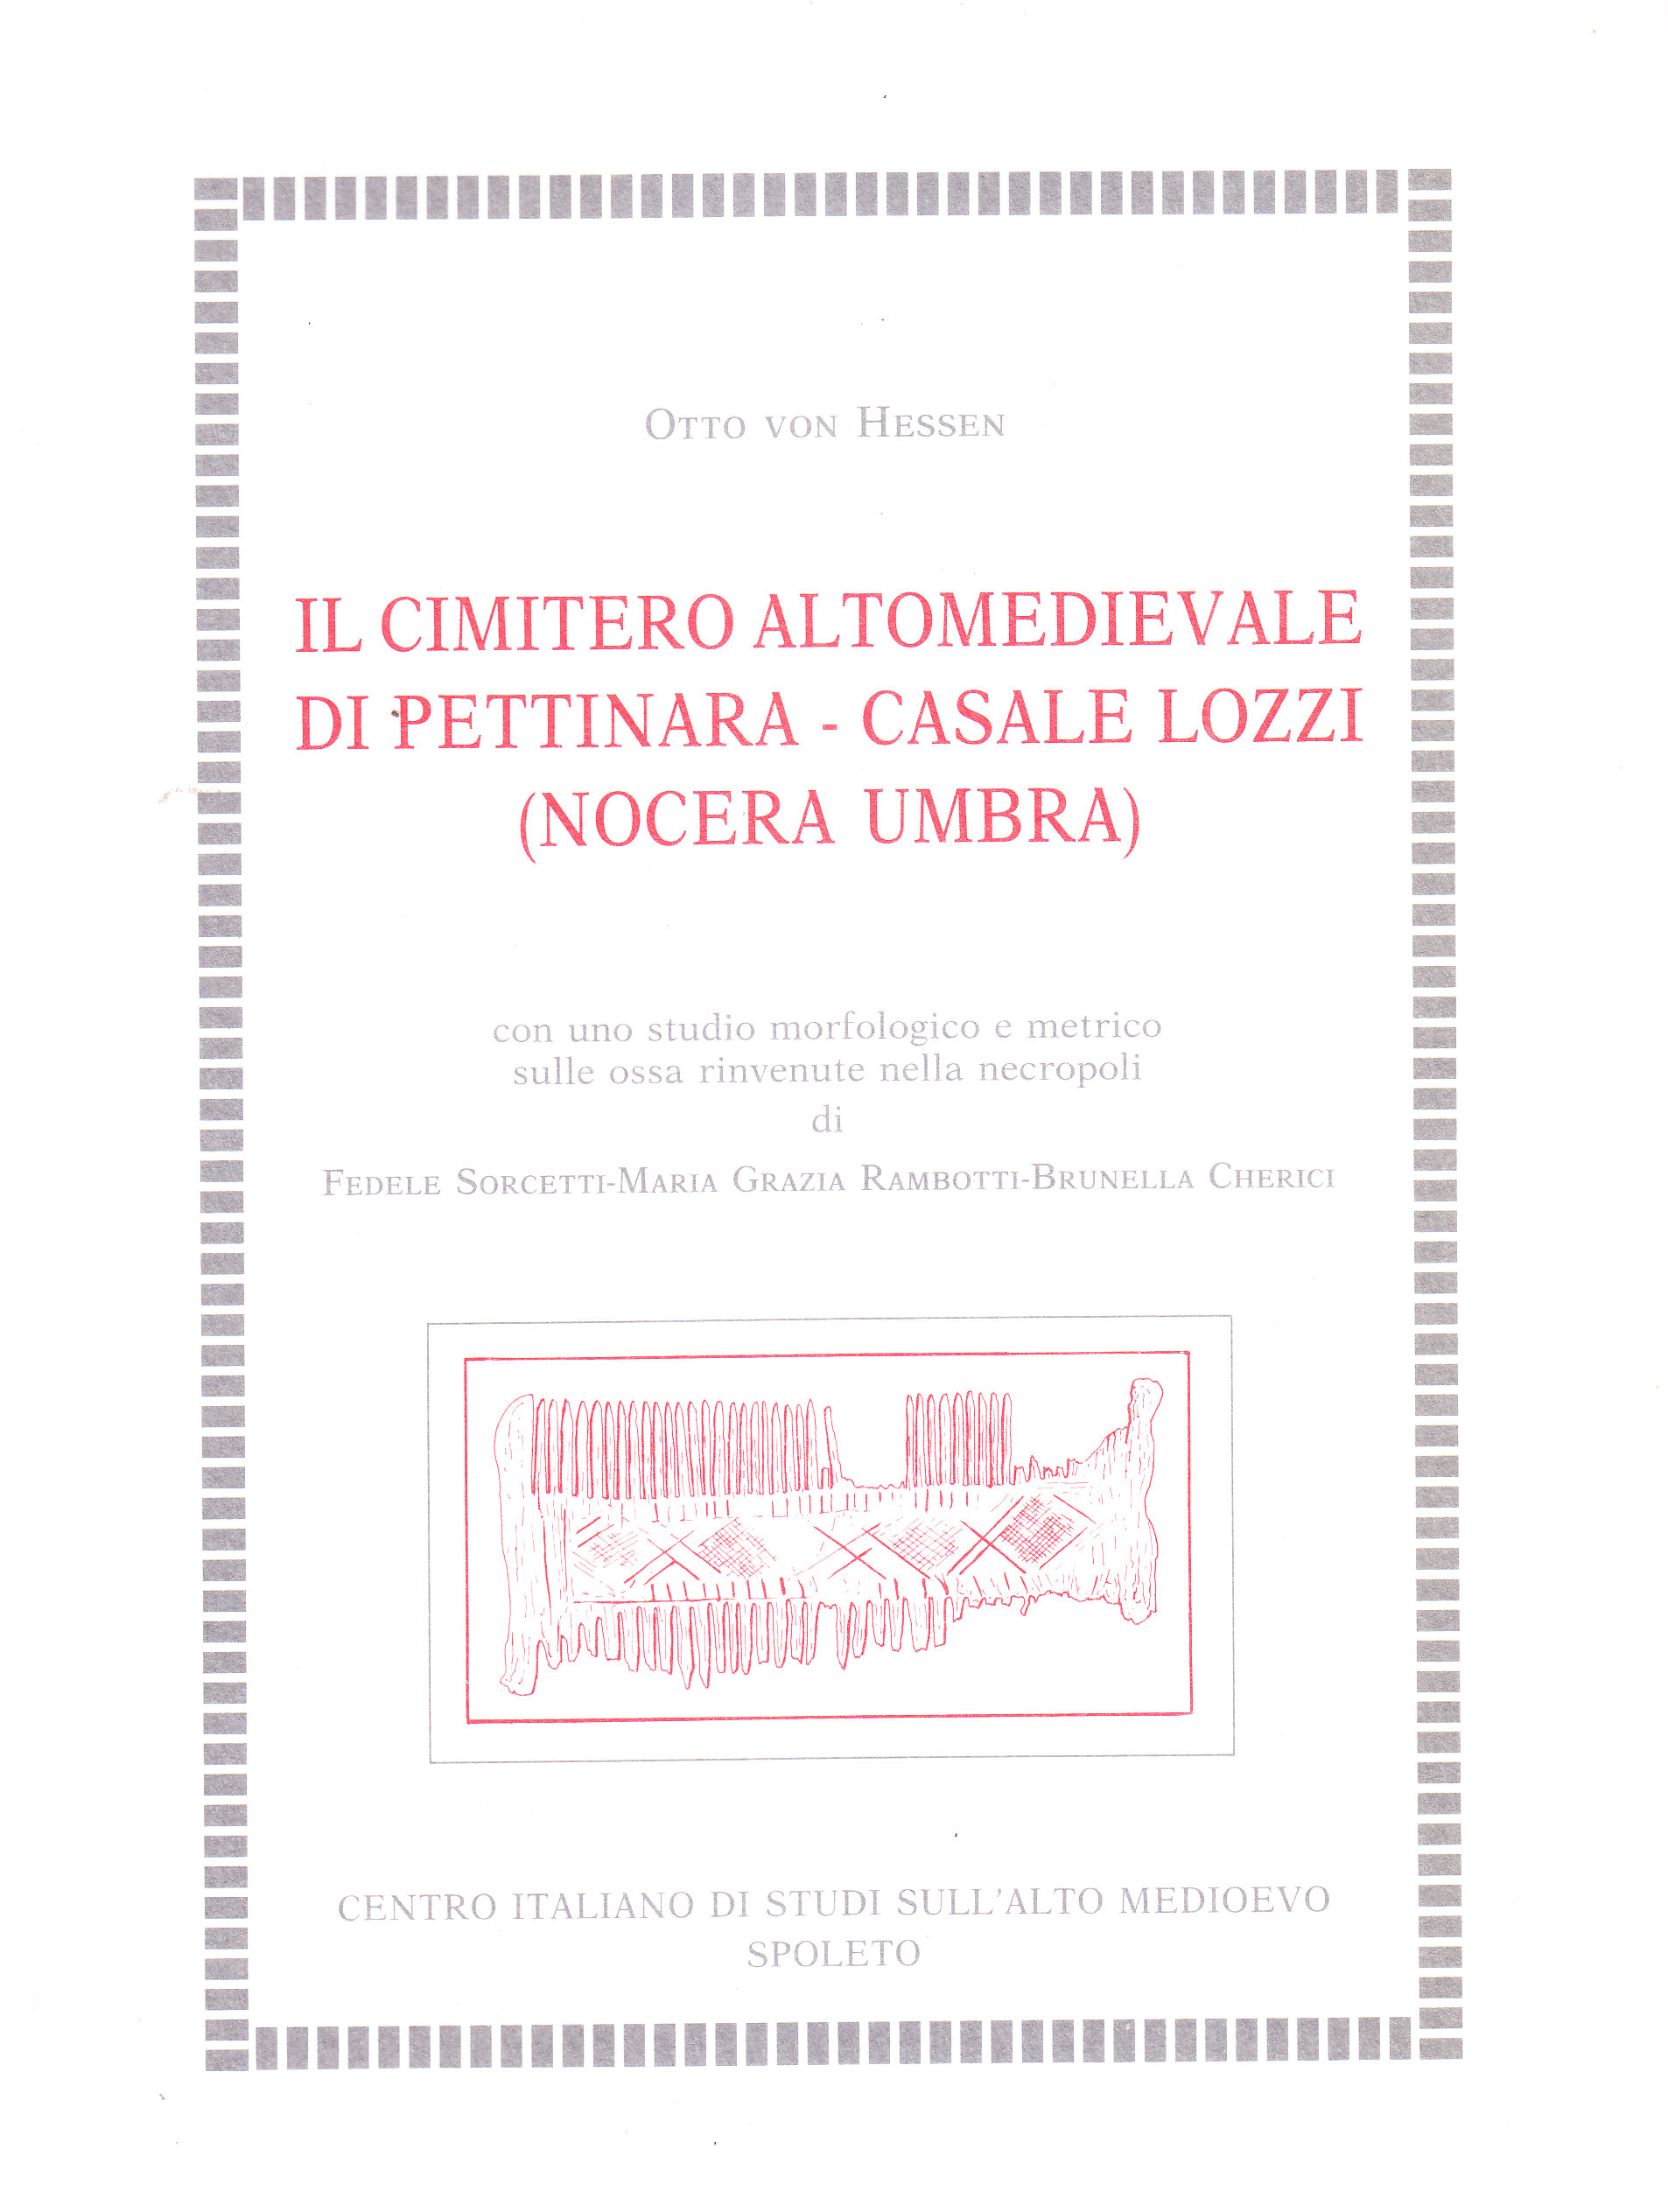 OTTO VON HESSEN
IL CIMITERO ALTOMEDIEVALE
DI PETTINARA - CASALE LOZZI
(NOCERA UMBRA)
con uno studio morfologico e metrico
sulle ossa rinvenute nella necropoli
di
FEDELE SORCETTI-MARIA GRAZIA RAMBOTTI-BRUNELLA CHERICI
CENTRO ITALIANO DI STUDI SULL'ALTO MEDIOEVO
SPOLETO